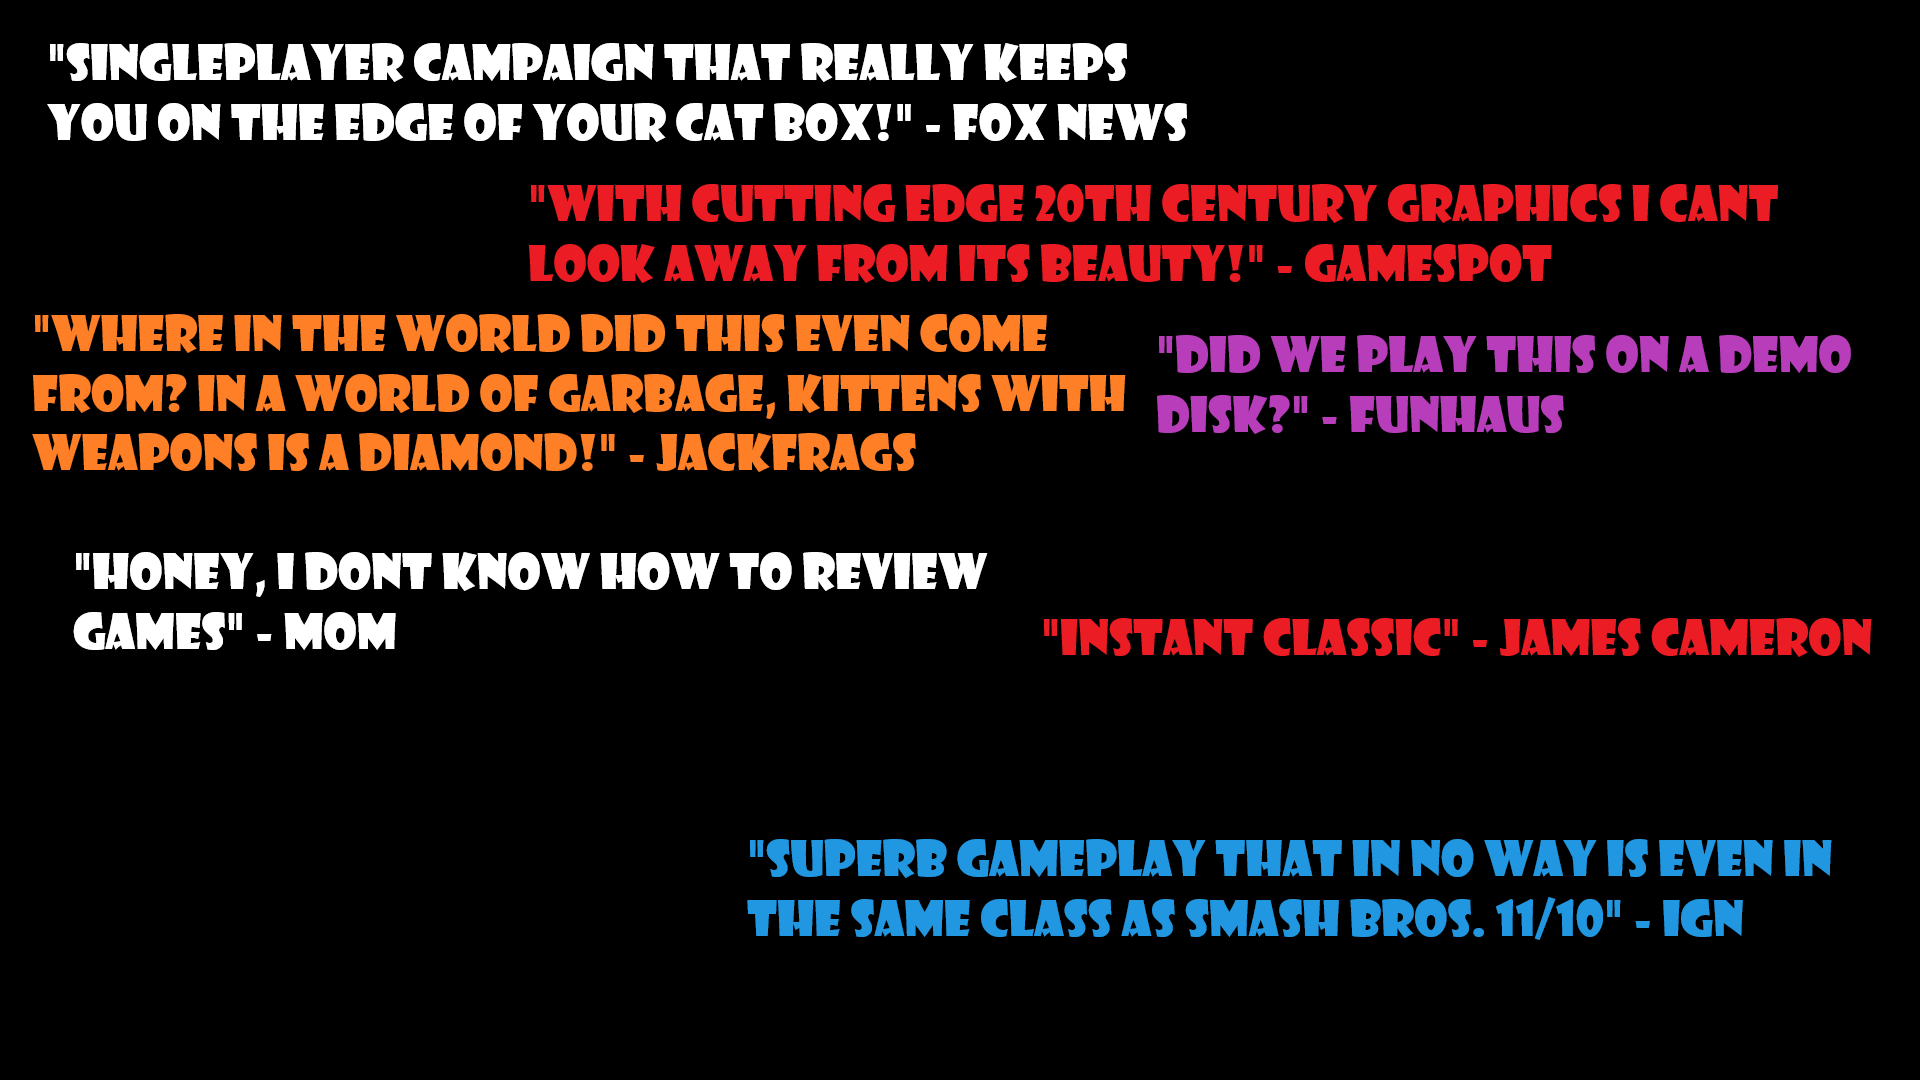 "SINGLEPLAYER CAMPAIGN THAT REALLY KEEPS
YOU ON THE EDGE OF YOUR CAT BOX!" - FOX NEWS
"WITH CUTTING EDGE 20TH CENTURY GRAPHICS I CANT
LOOK AWAY FROM ITS BEAUTY!" - GAMESPOT
"WHERE IN THE WORLD DID THIS EVEN COME
FROM? IN A WORLD OF GARBAGE, KITTENS WITH
WEAPONS IS A DIAMOND!" - JACKFRAGS
"DID WE PLAY THIS ON A DEMO
DISK?" - FUNHAUS
"HONEY, I DONT KNOW HOW TO REVIEW
GAMES" - MOM
"INSTANT CLASSIC" - JAMES CAMERON
"SUPERB GAMEPLAY THAT IN NO WAY IS EVEN IN
THE SAME CLASS AS SMASH BROS. 11/10" - IGN